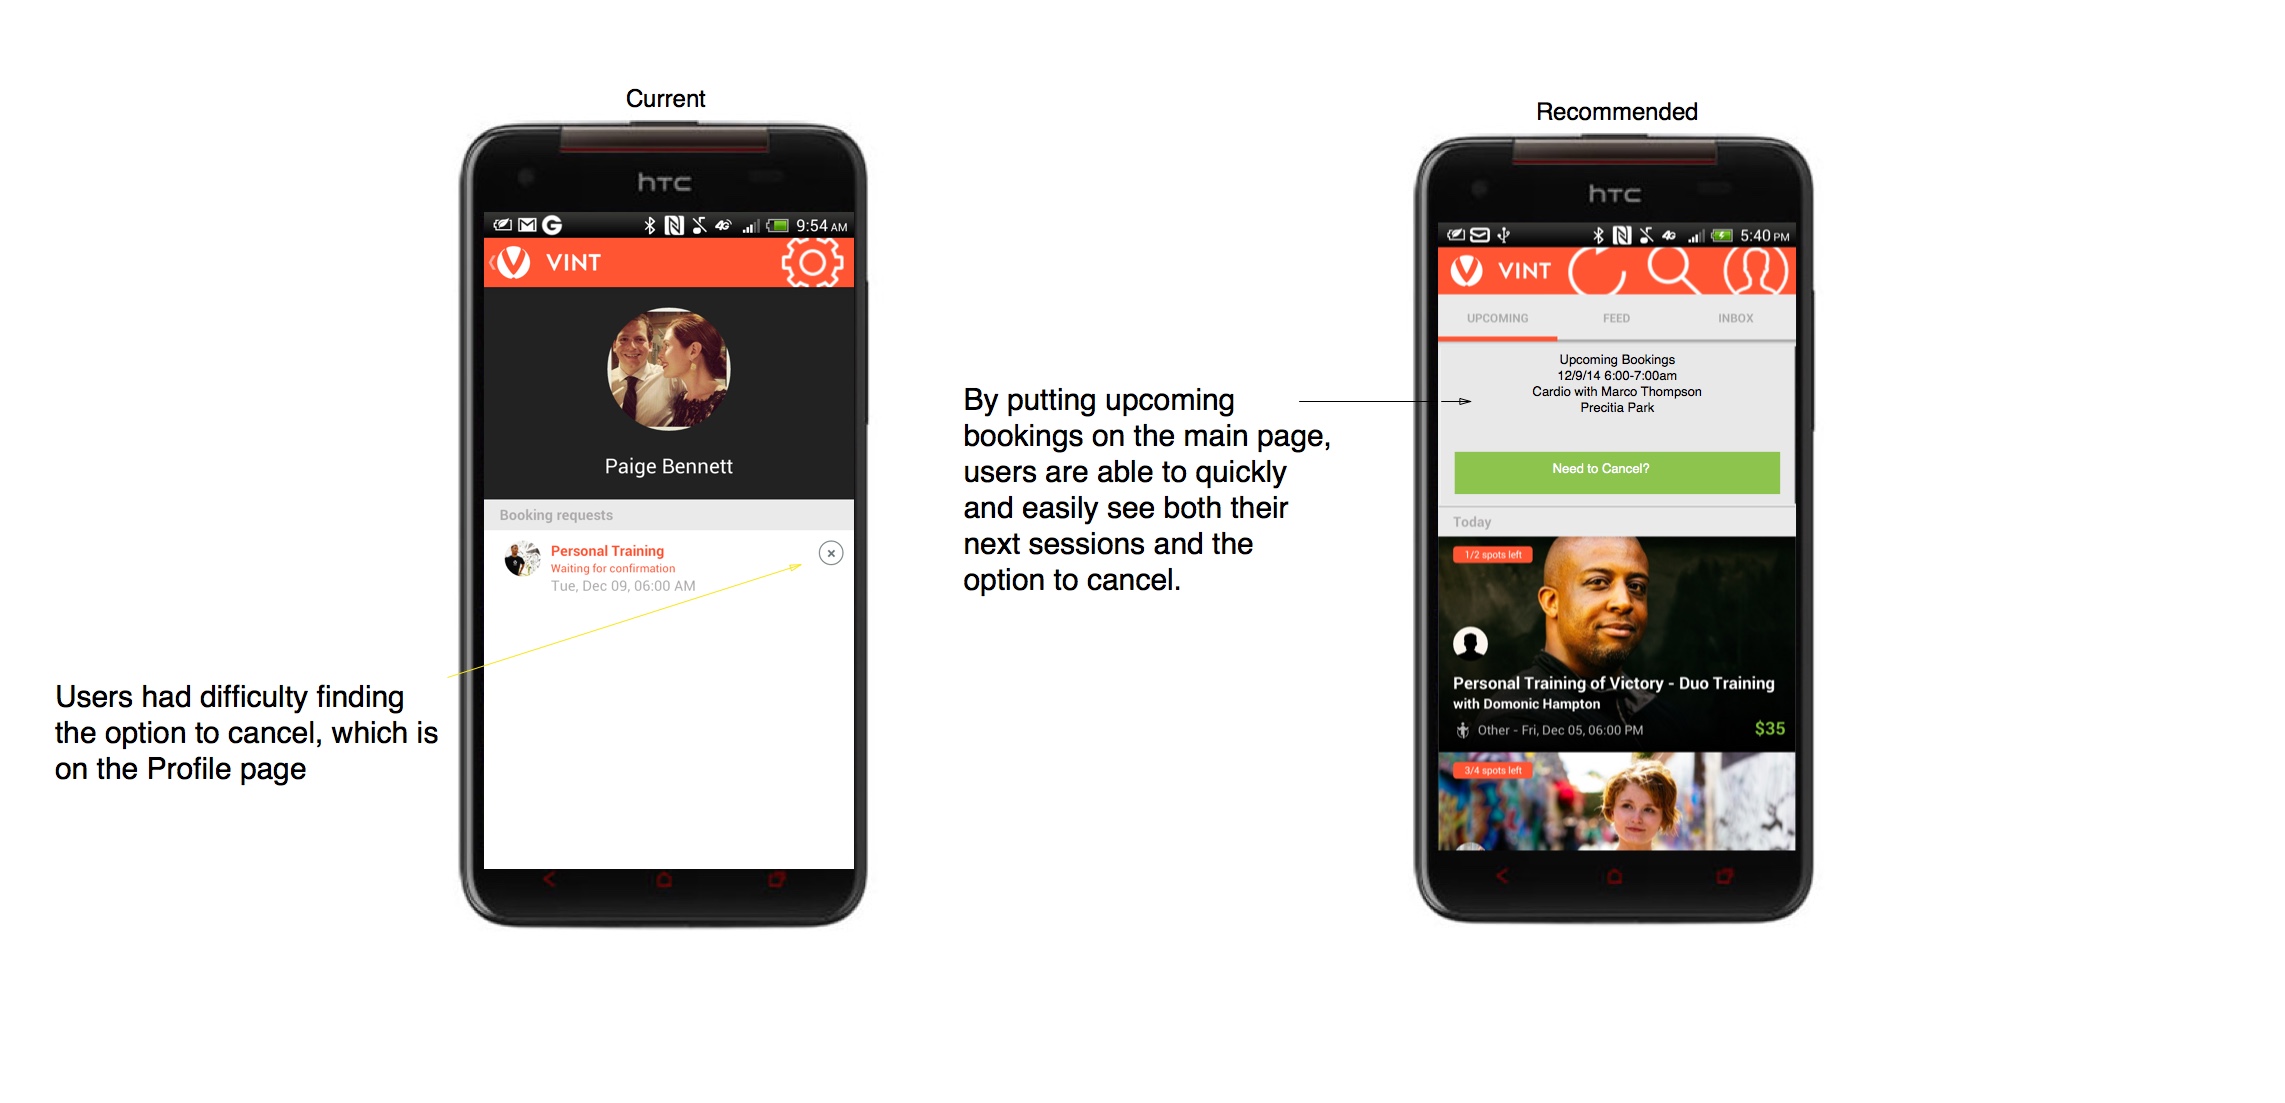 Current
hTC
9:54 AM
VINT
Paige Bennett
Booking requests
Personal Training
Waiting for confirmation
Tue, Dec 09, 06:00 AM
Users had difficulty finding
the option to cancel, which is
on the Profile page
By putting upcoming
bookings on the main page,
users are able to quickly
and easily see both their
next sessions and the
option to cancel.
Recommended
hTC
4G 5:40 PM
VINT
UPCOMING FEED INBOX
Upcoming Bookings
12/9/14 6:00-7:00am
Cardio with Marco Thompson
Precitia Park
Need to Cancel?
Today
1/2 spots left
Personal Training of Victory - Duo Training
with Domonic Hampton
Other - Fri, Dec 05, 06:00 PM $35
3/4 spots left